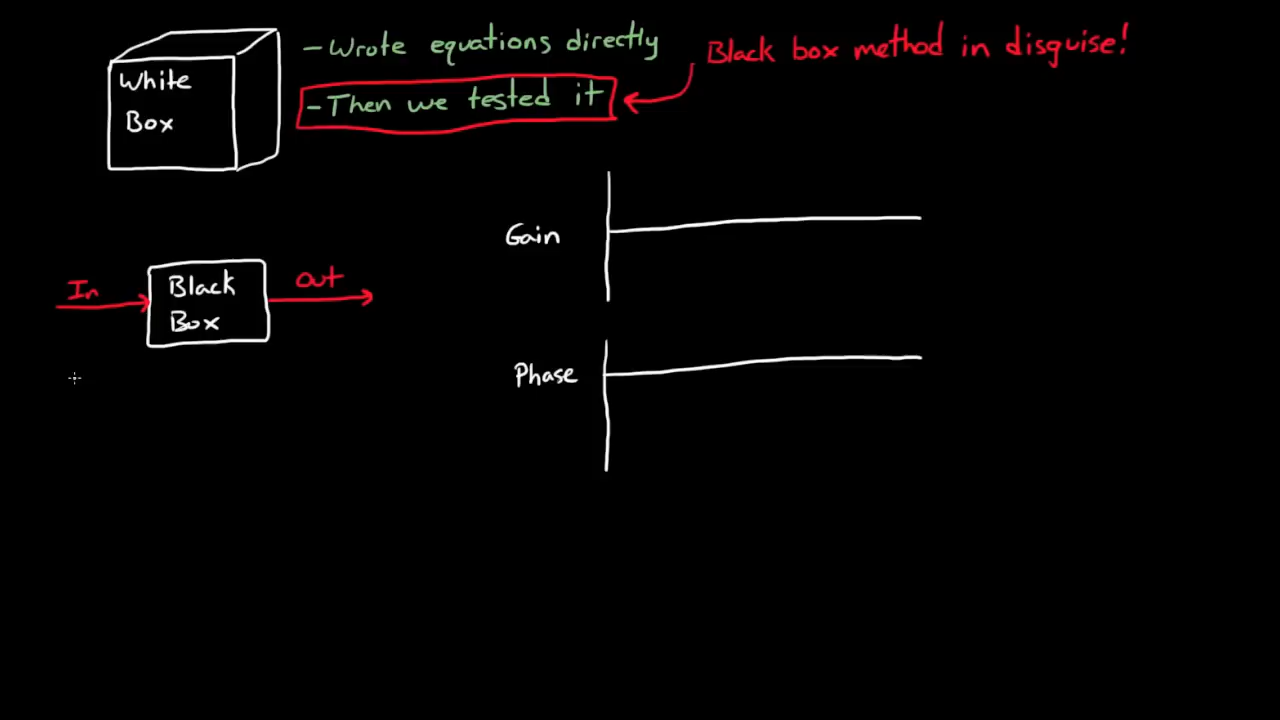 White
Box
-Wrote equations directly
-Then we tested it
Black box method in disguise!
In
Black
Box
Out
Gain
Phase